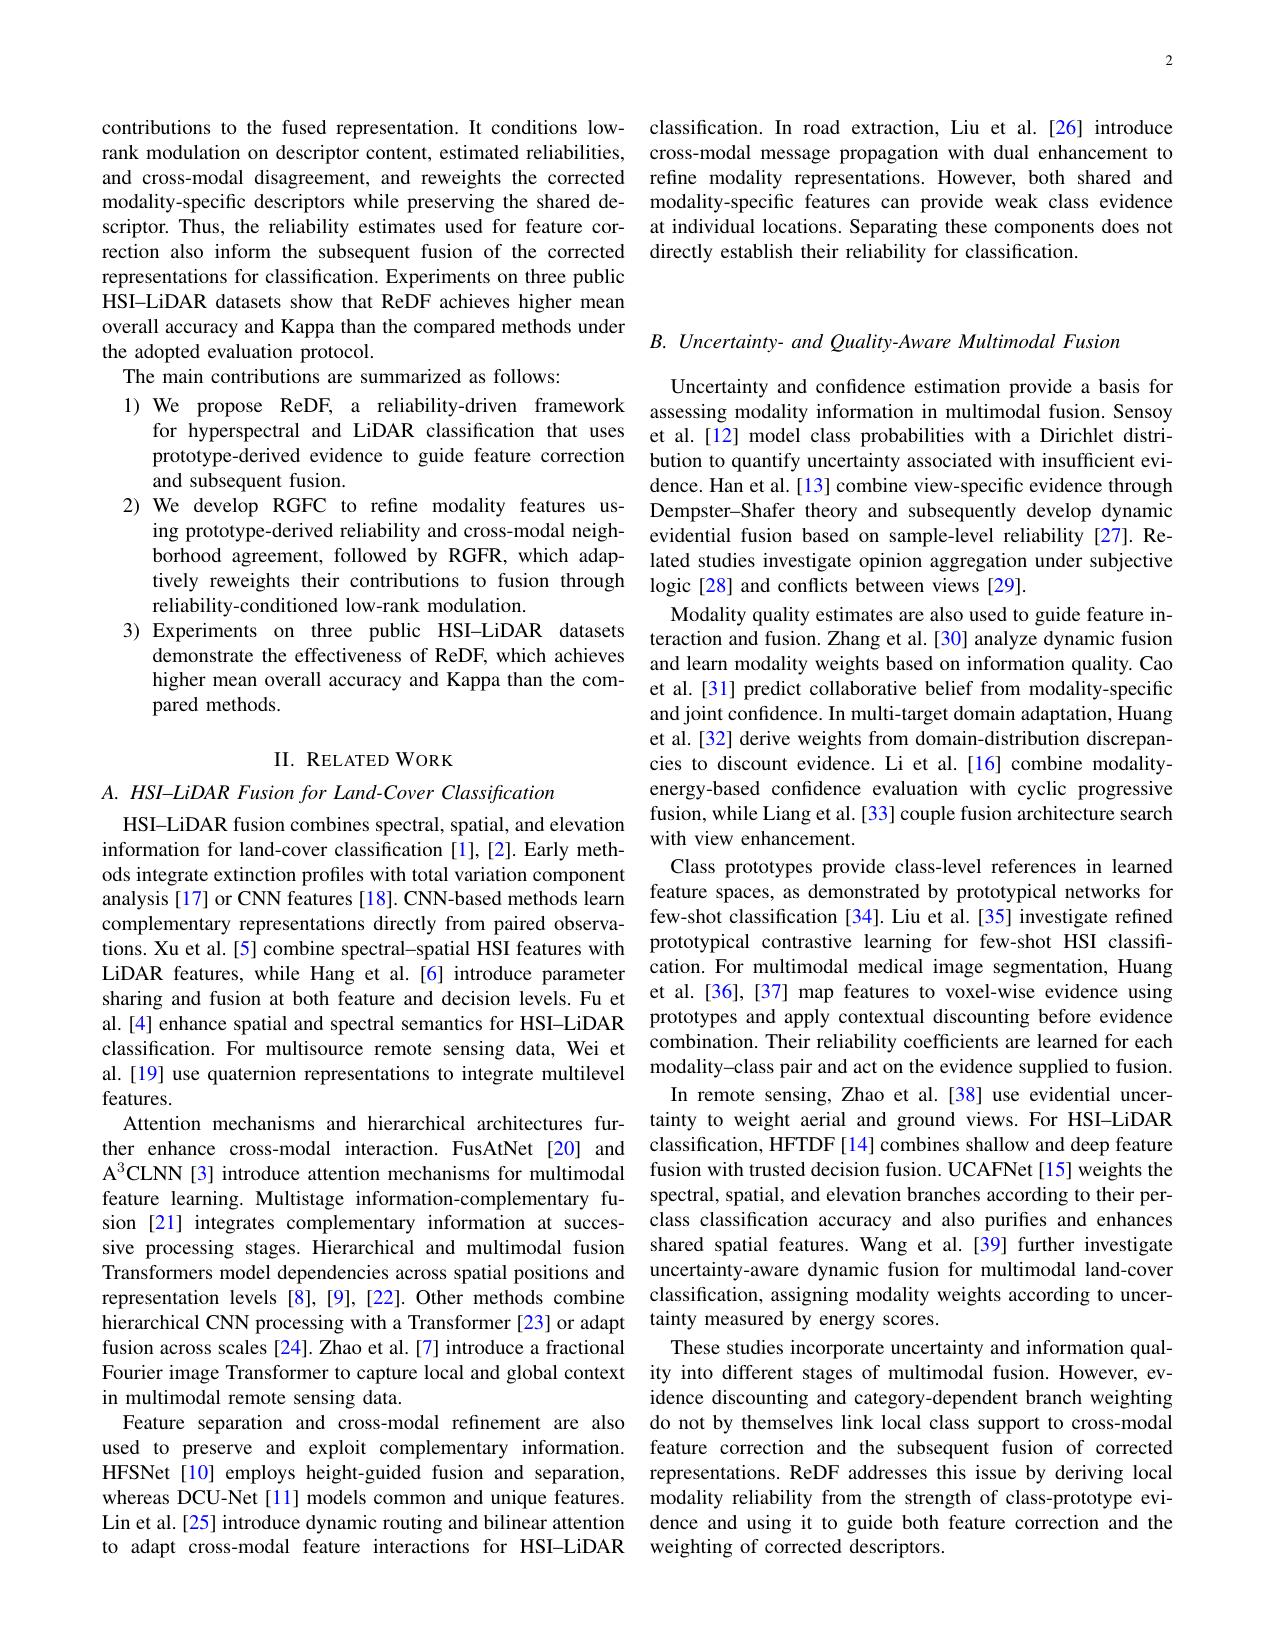 2
contributions to the fused representation. It conditions low-
rank modulation on descriptor content, estimated reliabilities,
and cross-modal disagreement, and reweights the corrected
modality-specific descriptors while preserving the shared de-
scriptor. Thus, the reliability estimates used for feature cor-
rection also inform the subsequent fusion of the corrected
representations for classification. Experiments on three public
HSI–LiDAR datasets show that ReDF achieves higher mean
overall accuracy and Kappa than the compared methods under
the adopted evaluation protocol.
The main contributions are summarized as follows:
1) We propose ReDF, a reliability-driven framework
for hyperspectral and LiDAR classification that uses
prototype-derived evidence to guide feature correction
and subsequent fusion.
2) We develop RGFC to refine modality features us-
ing prototype-derived reliability and cross-modal neigh-
borhood agreement, followed by RGFR, which adap-
tively reweights their contributions to fusion through
reliability-conditioned low-rank modulation.
3) Experiments on three public HSI–LiDAR datasets
demonstrate the effectiveness of ReDF, which achieves
higher mean overall accuracy and Kappa than the com-
pared methods.
II. RELATED WORK
A. HSI–LiDAR Fusion for Land-Cover Classification
HSI–LiDAR fusion combines spectral, spatial, and elevation
information for land-cover classification [1], [2]. Early meth-
ods integrate extinction profiles with total variation component
analysis [17] or CNN features [18]. CNN-based methods learn
complementary representations directly from paired observa-
tions. Xu et al. [5] combine spectral–spatial HSI features with
LiDAR features, while Hang et al. [6] introduce parameter
sharing and fusion at both feature and decision levels. Fu et
al. [4] enhance spatial and spectral semantics for HSI–LiDAR
classification. For multisource remote sensing data, Wei et
al. [19] use quaternion representations to integrate multilevel
features.
Attention mechanisms and hierarchical architectures fur-
ther enhance cross-modal interaction. FusAtNet [20] and
A³CLNN [3] introduce attention mechanisms for multimodal
feature learning. Multistage information-complementary fu-
sion [21] integrates complementary information at succes-
sive processing stages. Hierarchical and multimodal fusion
Transformers model dependencies across spatial positions and
representation levels [8], [9], [22]. Other methods combine
hierarchical CNN processing with a Transformer [23] or adapt
fusion across scales [24]. Zhao et al. [7] introduce a fractional
Fourier image Transformer to capture local and global context
in multimodal remote sensing data.
Feature separation and cross-modal refinement are also
used to preserve and exploit complementary information.
HFSNet [10] employs height-guided fusion and separation,
whereas DCU-Net [11] models common and unique features.
Lin et al. [25] introduce dynamic routing and bilinear attention
to adapt cross-modal feature interactions for HSI–LiDAR
classification. In road extraction, Liu et al. [26] introduce
cross-modal message propagation with dual enhancement to
refine modality representations. However, both shared and
modality-specific features can provide weak class evidence
at individual locations. Separating these components does not
directly establish their reliability for classification.
B. Uncertainty- and Quality-Aware Multimodal Fusion
Uncertainty and confidence estimation provide a basis for
assessing modality information in multimodal fusion. Sensoy
et al. [12] model class probabilities with a Dirichlet distri-
bution to quantify uncertainty associated with insufficient evi-
dence. Han et al. [13] combine view-specific evidence through
Dempster–Shafer theory and subsequently develop dynamic
evidential fusion based on sample-level reliability [27]. Re-
lated studies investigate opinion aggregation under subjective
logic [28] and conflicts between views [29].
Modality quality estimates are also used to guide feature in-
teraction and fusion. Zhang et al. [30] analyze dynamic fusion
and learn modality weights based on information quality. Cao
et al. [31] predict collaborative belief from modality-specific
and joint confidence. In multi-target domain adaptation, Huang
et al. [32] derive weights from domain-distribution discrepan-
cies to discount evidence. Li et al. [16] combine modality-
energy-based confidence evaluation with cyclic progressive
fusion, while Liang et al. [33] couple fusion architecture search
with view enhancement.
Class prototypes provide class-level references in learned
feature spaces, as demonstrated by prototypical networks for
few-shot classification [34]. Liu et al. [35] investigate refined
prototypical contrastive learning for few-shot HSI classifi-
cation. For multimodal medical image segmentation, Huang
et al. [36], [37] map features to voxel-wise evidence using
prototypes and apply contextual discounting before evidence
combination. Their reliability coefficients are learned for each
modality–class pair and act on the evidence supplied to fusion.
In remote sensing, Zhao et al. [38] use evidential uncer-
tainty to weight aerial and ground views. For HSI–LiDAR
classification, HFTDF [14] combines shallow and deep feature
fusion with trusted decision fusion. UCAFNet [15] weights the
spectral, spatial, and elevation branches according to their per-
class classification accuracy and also purifies and enhances
shared spatial features. Wang et al. [39] further investigate
uncertainty-aware dynamic fusion for multimodal land-cover
classification, assigning modality weights according to uncer-
tainty measured by energy scores.
These studies incorporate uncertainty and information qual-
ity into different stages of multimodal fusion. However, ev-
idence discounting and category-dependent branch weighting
do not by themselves link local class support to cross-modal
feature correction and the subsequent fusion of corrected
representations. ReDF addresses this issue by deriving local
modality reliability from the strength of class-prototype evi-
dence and using it to guide both feature correction and the
weighting of corrected descriptors.